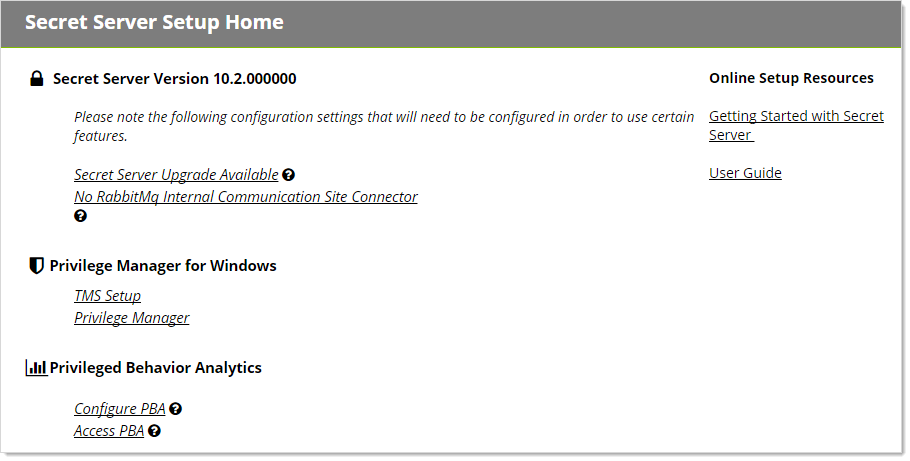 Secret Server Setup Home
Secret Server Version 10.2.000000
Please note the following configuration settings that will need to be configured in order to use certain
features.
Secret Server Upgrade Available ?
No RabbitMq Internal Communication Site Connector
?
Privilege Manager for Windows
TMS Setup
Privilege Manager
Privileged Behavior Analytics
Configure PBA ?
Access PBA ?
Online Setup Resources
Getting Started with Secret
Server
User Guide